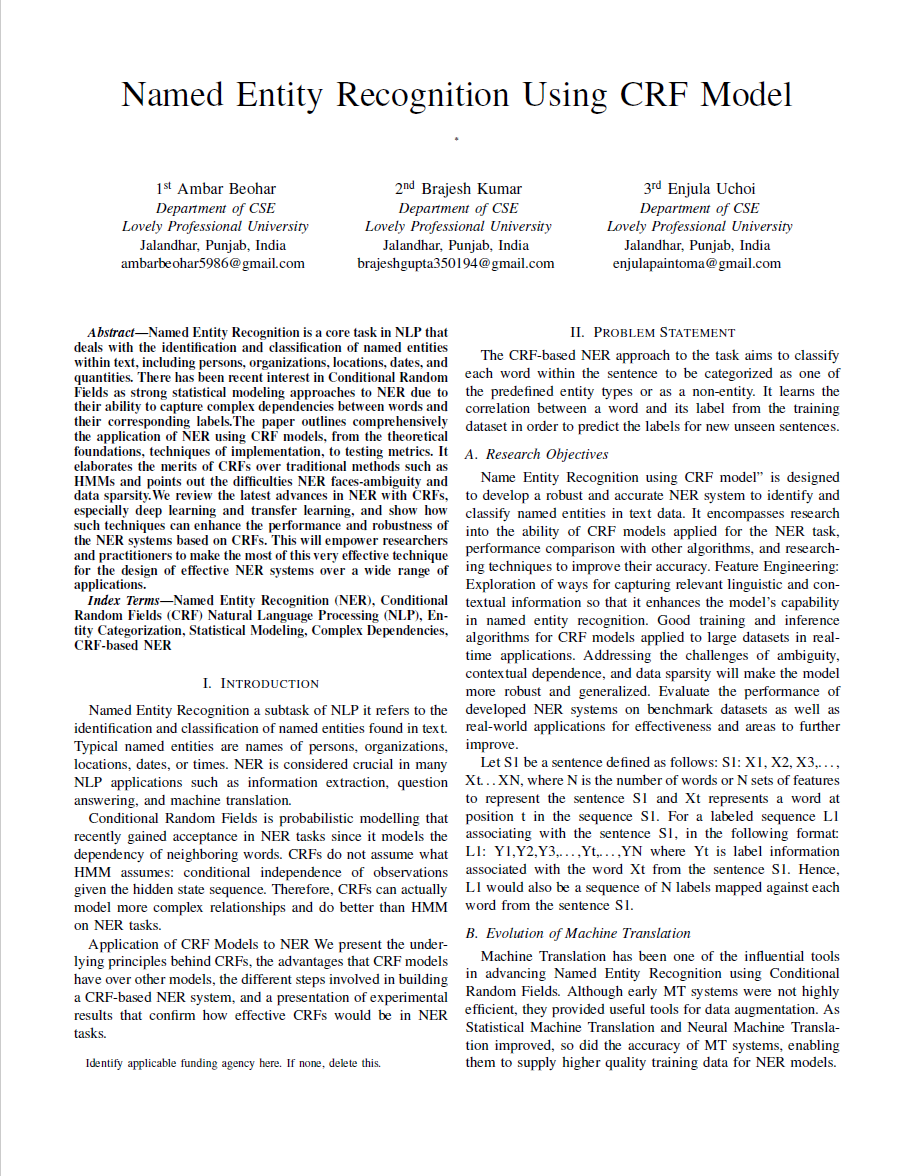 Named Entity Recognition Using CRF Model
*
1st Ambar Beohar
Department of CSE
Lovely Professional University
Jalandhar, Punjab, India
ambarbeohar5986@gmail.com
2nd Brajesh Kumar
Department of CSE
Lovely Professional University
Jalandhar, Punjab, India
brajeshgupta350194@gmail.com
3rd Enjula Uchoi
Department of CSE
Lovely Professional University
Jalandhar, Punjab, India
enjulapaintoma@gmail.com
Abstract—Named Entity Recognition is a core task in NLP that
deals with the identification and classification of named entities
within text, including persons, organizations, locations, dates, and
quantities. There has been recent interest in Conditional Random
Fields as strong statistical modeling approaches to NER due to
their ability to capture complex dependencies between words and
their corresponding labels.The paper outlines comprehensively
the application of NER using CRF models, from the theoretical
foundations, techniques of implementation, to testing metrics. It
elaborates the merits of CRFs over traditional methods such as
HMMs and points out the difficulties NER faces-ambiguity and
data sparsity.We review the latest advances in NER with CRFs,
especially deep learning and transfer learning, and show how
such techniques can enhance the performance and robustness of
the NER systems based on CRFs. This will empower researchers
and practitioners to make the most of this very effective technique
for the design of effective NER systems over a wide range of
applications.
Index Terms—Named Entity Recognition (NER), Conditional
Random Fields (CRF) Natural Language Processing (NLP), En-
tity Categorization, Statistical Modeling, Complex Dependencies,
CRF-based NER
I. INTRODUCTION
Named Entity Recognition a subtask of NLP it refers to the
identification and classification of named entities found in text.
Typical named entities are names of persons, organizations,
locations, dates, or times. NER is considered crucial in many
NLP applications such as information extraction, question
answering, and machine translation.
Conditional Random Fields is probabilistic modelling that
recently gained acceptance in NER tasks since it models the
dependency of neighboring words. CRFs do not assume what
HMM assumes: conditional independence of observations
given the hidden state sequence. Therefore, CRFs can actually
model more complex relationships and do better than HMM
on NER tasks.
Application of CRF Models to NER We present the under-
lying principles behind CRFs, the advantages that CRF models
have over other models, the different steps involved in building
a CRF-based NER system, and a presentation of experimental
results that confirm how effective CRFs would be in NER
tasks.
Identify applicable funding agency here. If none, delete this.
II. PROBLEM STATEMENT
The CRF-based NER approach to the task aims to classify
each word within the sentence to be categorized as one of
the predefined entity types or as a non-entity. It learns the
correlation between a word and its label from the training
dataset in order to predict the labels for new unseen sentences.
A. Research Objectives
Name Entity Recognition using CRF model” is designed
to develop a robust and accurate NER system to identify and
classify named entities in text data. It encompasses research
into the ability of CRF models applied for the NER task,
performance comparison with other algorithms, and research-
ing techniques to improve their accuracy. Feature Engineering:
Exploration of ways for capturing relevant linguistic and con-
textual information so that it enhances the model’s capability
in named entity recognition. Good training and inference
algorithms for CRF models applied to large datasets in real-
time applications. Addressing the challenges of ambiguity,
contextual dependence, and data sparsity will make the model
more robust and generalized. Evaluate the performance of
developed NER systems on benchmark datasets as well as
real-world applications for effectiveness and areas to further
improve.
Let S1 be a sentence defined as follows: S1: X1, X2, X3,. . . ,
Xt. . . XN, where N is the number of words or N sets of features
to represent the sentence S1 and Xt represents a word at
position t in the sequence S1. For a labeled sequence L1
associating with the sentence S1, in the following format:
L1: Y1,Y2,Y3,. . . ,Yt,. . . ,YN where Yt is label information
associated with the word Xt from the sentence S1. Hence,
L1 would also be a sequence of N labels mapped against each
word from the sentence S1.
B. Evolution of Machine Translation
Machine Translation has been one of the influential tools
in advancing Named Entity Recognition using Conditional
Random Fields. Although early MT systems were not highly
efficient, they provided useful tools for data augmentation. As
Statistical Machine Translation and Neural Machine Transla-
tion improved, so did the accuracy of MT systems, enabling
them to supply higher quality training data for NER models.